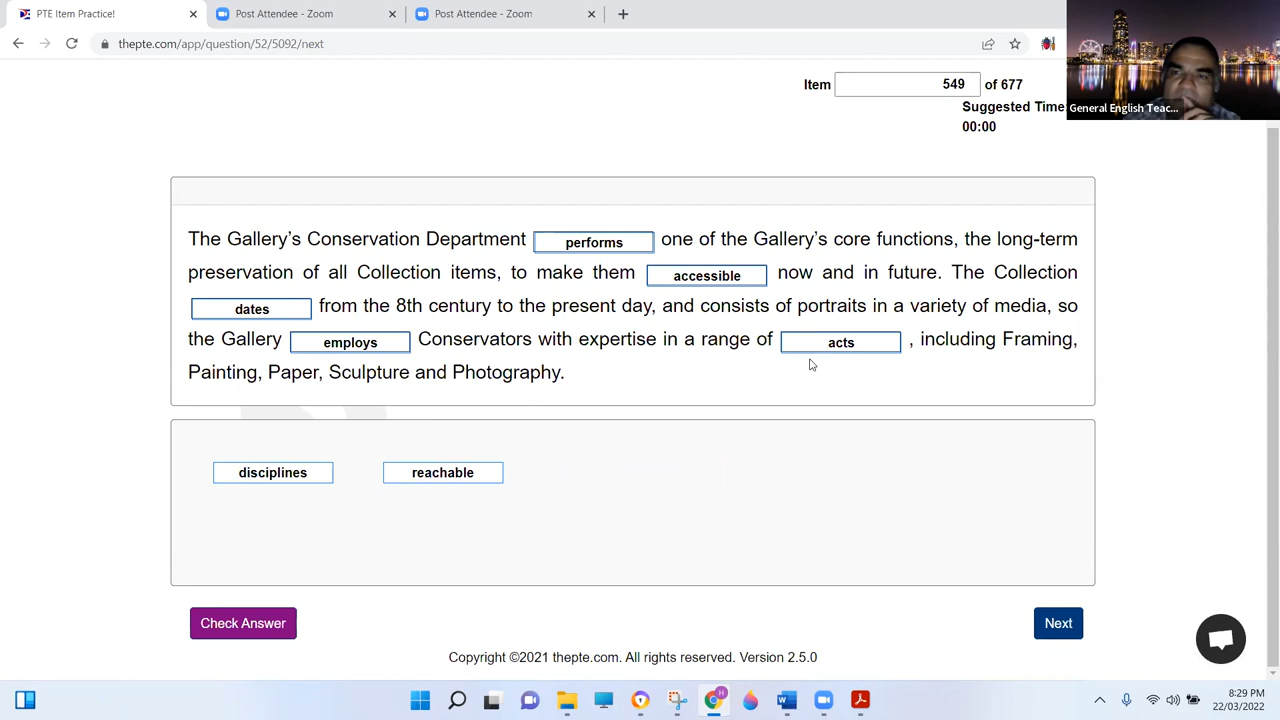 PTE Item Practice!
Post Attendee - Zoom
Post Attendee - Zoom
thepte.com/app/question/52/5092/next
General English Teac...
Item 549 of 677
Suggested Time
00:00
The Gallery's Conservation Department performs one of the Gallery's core functions, the long-term
preservation of all Collection items, to make them accessible now and in future. The Collection
dates from the 8th century to the present day, and consists of portraits in a variety of media, so
the Gallery employs Conservators with expertise in a range of acts , including Framing,
Painting, Paper, Sculpture and Photography.
disciplines reachable
Check Answer Next
Copyright ©2021 thepte.com. All rights reserved. Version 2.5.0
8:29 PM
22/03/2022